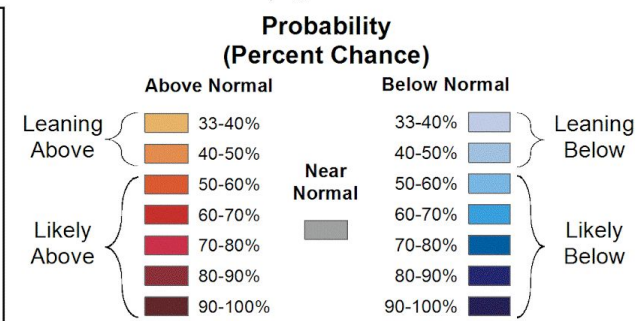 Probability
(Percent Chance)
Above Normal
Below Normal
Leaning
Above
33-40%
40-50%
50-60%
60-70%
70-80%
80-90%
90-100%
Likely
Above
Near
Normal
33-40%
40-50%
50-60%
60-70%
70-80%
80-90%
90-100%
Leaning
Below
Likely
Below